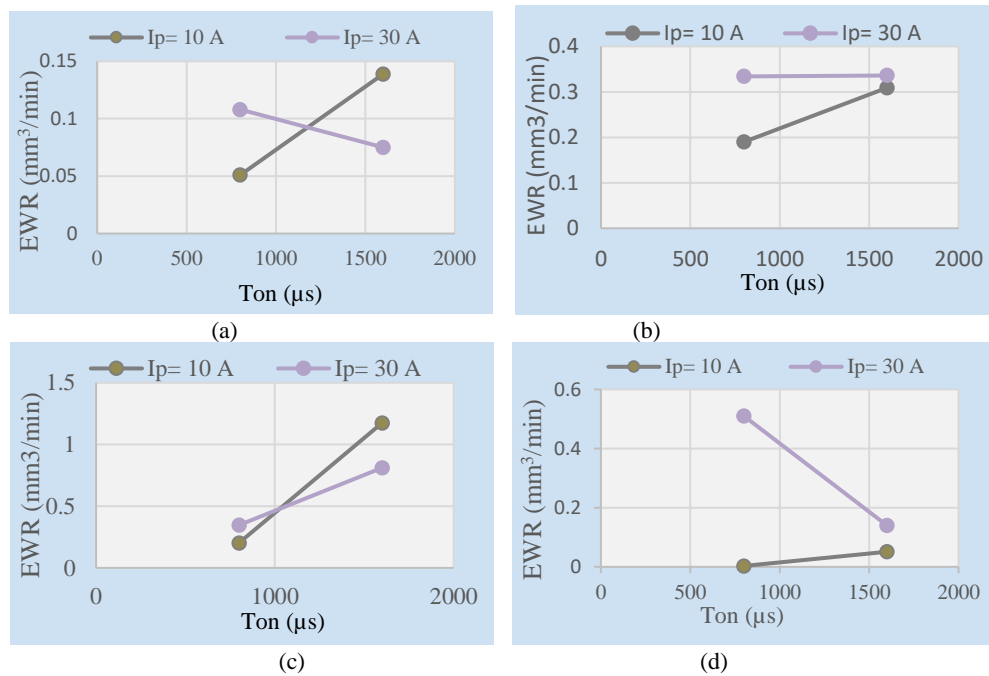 Ip= 10 A Ip= 30 A
0.15
0.1
0.05
0
0 500 1000 1500 2000
EWR (mm³/min)
Ton (µs)
(a)
Ip= 10 A Ip= 30 A
0.4
0.3
0.2
0.1
0
0 500 1000 1500 2000
EWR (mm3/min)
Ton (µs)
(b)
Ip= 10 A Ip= 30 A
1.5
1
0.5
0
0 1000 2000
EWR (mm3/min)
Ton (µs)
(c)
Ip= 10 A Ip= 30 A
0.6
0.4
0.2
0
0 500 1000 1500 2000
EWR (mm³/min)
Ton (µs)
(d)